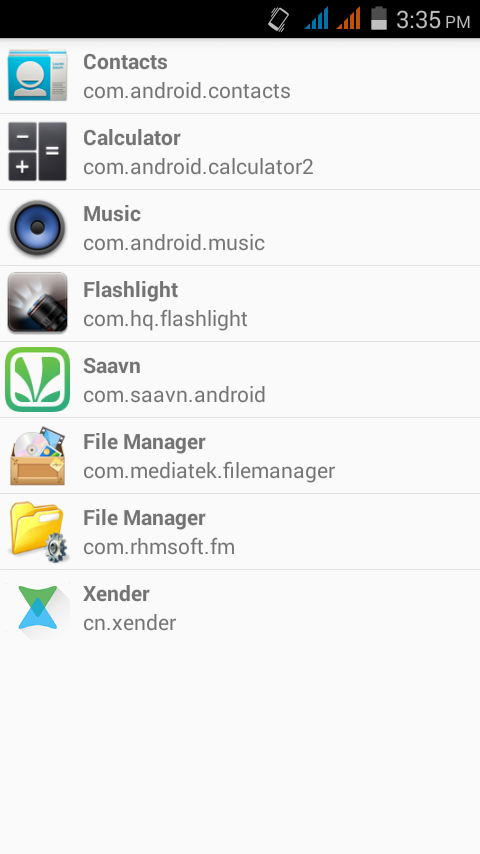 3:35 PM
Contacts
com.android.contacts
Calculator
com.android.calculator2
Music
com.android.music
Flashlight
com.hq.flashlight
Saavn
com.saavn.android
File Manager
com.mediatek.filemanager
File Manager
com.rhmsoft.fm
Xender
cn.xender